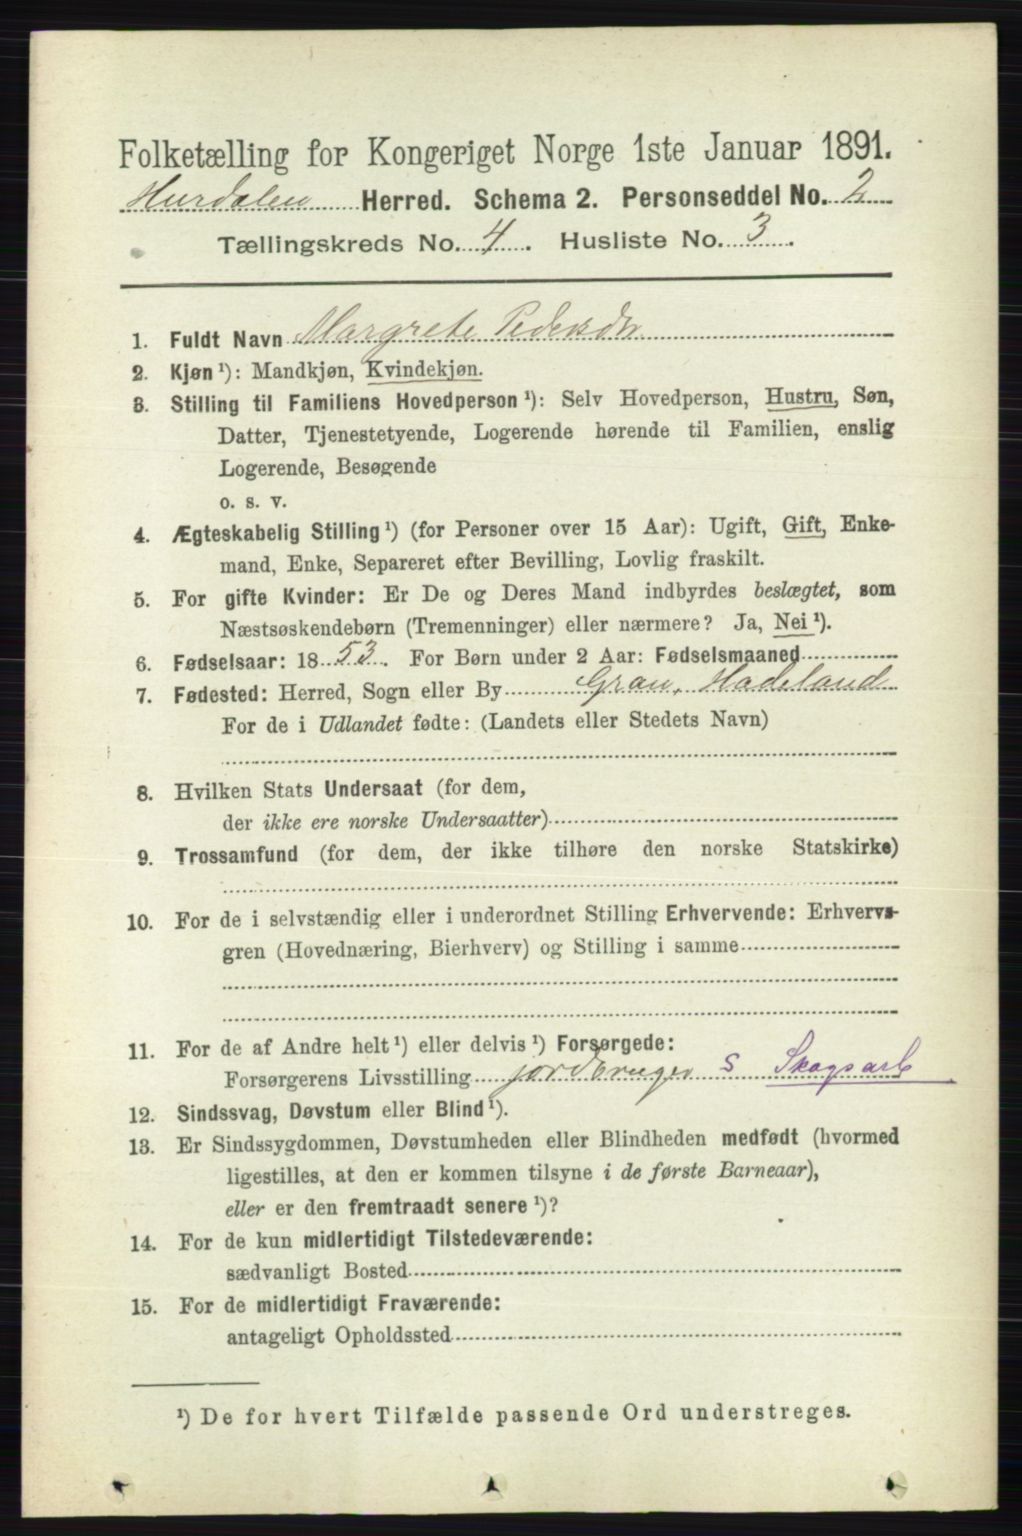 Folketælling for Kongeriget Norge 1ste Januar 1891.
Hurdalen Herred. Schema 2. Personseddel No. 2
Tællingskreds No. 4. Husliste No. 3.
1. Fuldt Navn Margrete Pedersdtr
2. Kjøn ¹): Mandkjøn, Kvindekjøn.
3. Stilling til Familiens Hovedperson ¹): Selv Hovedperson, Hustru, Søn,
Datter, Tjenestetyende, Logerende hørende til Familien, enslig
Logerende, Besøgende
o. s. v.
4. Ægteskabelig Stilling ¹) (for Personer over 15 Aar): Ugift, Gift, Enke-
mand, Enke, Separeret efter Bevilling, Lovlig fraskilt.
5. For gifte Kvinder: Er De og Deres Mand indbyrdes beslægtet, som
Næstsøskendebørn (Tremenninger) eller nærmere? Ja, Nei ¹).
6. Fødselsaar: 1853. For Børn under 2 Aar: Fødselsmaaned
7. Fødested: Herred, Sogn eller By Gran, Hadeland
For de i Udlandet fødte: (Landets eller Stedets Navn)
8. Hvilken Stats Undersaat (for dem,
der ikke ere norske Undersaatter)
9. Trossamfund (for dem, der ikke tilhøre den norske Statskirke)
10. For de i selvstændig eller i underordnet Stilling Erhvervende: Erhvervs-
gren (Hovednæring, Bierhverv) og Stilling i samme
11. For de af Andre helt ¹) eller delvis ¹) Forsørgede:
Forsørgerens Livsstilling jordbruger S Skogsarb
12. Sindssvag, Døvstum eller Blind ¹).
13. Er Sindssygdommen, Døvstumheden eller Blindheden medfødt (hvormed
ligestilles, at den er kommen tilsyne i de første Barneaar),
eller er den fremtraadt senere ¹)?
14. For de kun midlertidigt Tilstedeværende:
sædvanligt Bosted
15. For de midlertidigt Fraværende:
antageligt Opholdssted
¹) De for hvert Tilfælde passende Ord understreges.